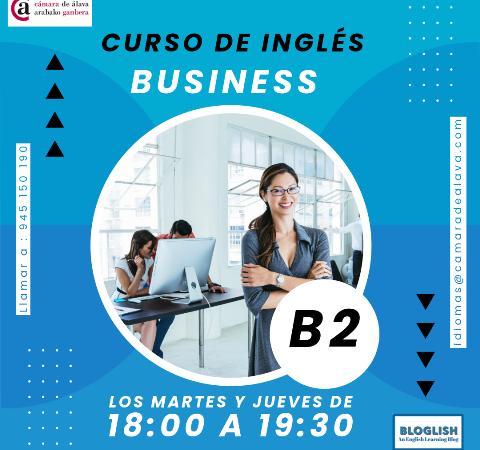 cámara de álava
arabako ganbera
CURSO DE INGLÉS
BUSINESS
Llamar a : 945 150 190
Idiomas@camaradealava.com
B2
LOS MARTES Y JUEVES DE
18:00 A 19:30
BLOGLISH
An English Learning Blog